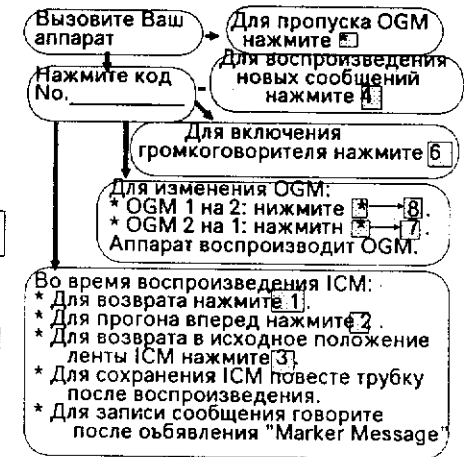 Вызовите Ваш
аппарат
Для пропуска OGM
нажмите *
Нажмите код
No.
Для воспроизведения
новых сообщений
нажмите 4
Для включения
громкоговорителя нажмите 6
Для изменения OGM:
* OGM 1 на 2: нижмите * 8.
* OGM 2 на 1: нажмитн * 7.
Аппарат воспроизводит OGM.
Во время воспроизведения ICM:
* Для возврата нажмите 1.
* Для прогона вперед нажмите 2.
* Для возврата в исходное положение
ленты ICM нажмите 3.
* Для сохранения ICM повесте трубку
после воспроизведения.
* Для записи сообщения говорите
после оьбявления "Marker Message"